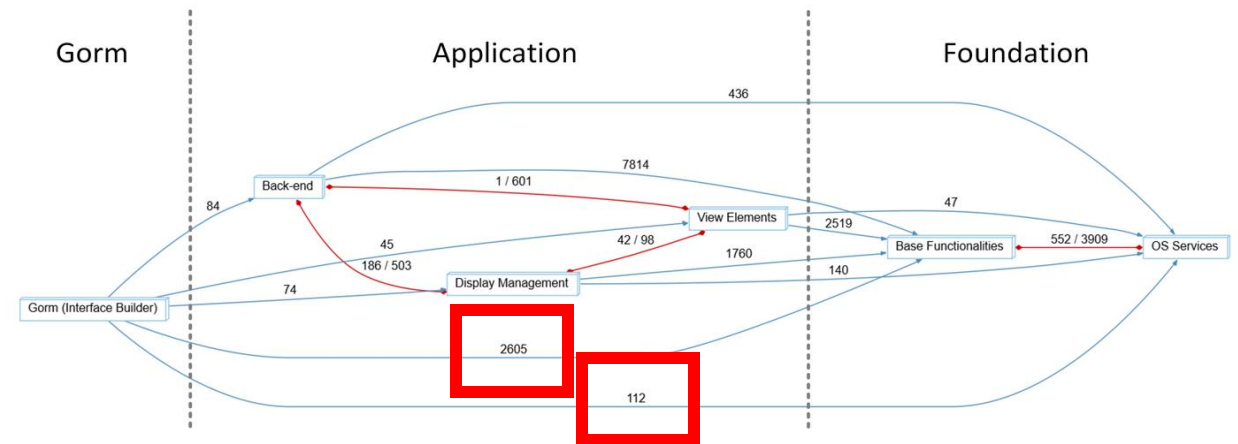 Gorm
Application
Foundation
436
7814
Back-end
1 / 601
84
View Elements
47
2519
45
42 / 98
Base Functionalities
552 / 3909
OS Services
186 / 503
1760
140
74
Display Management
Gorm (Interface Builder)
2605
112